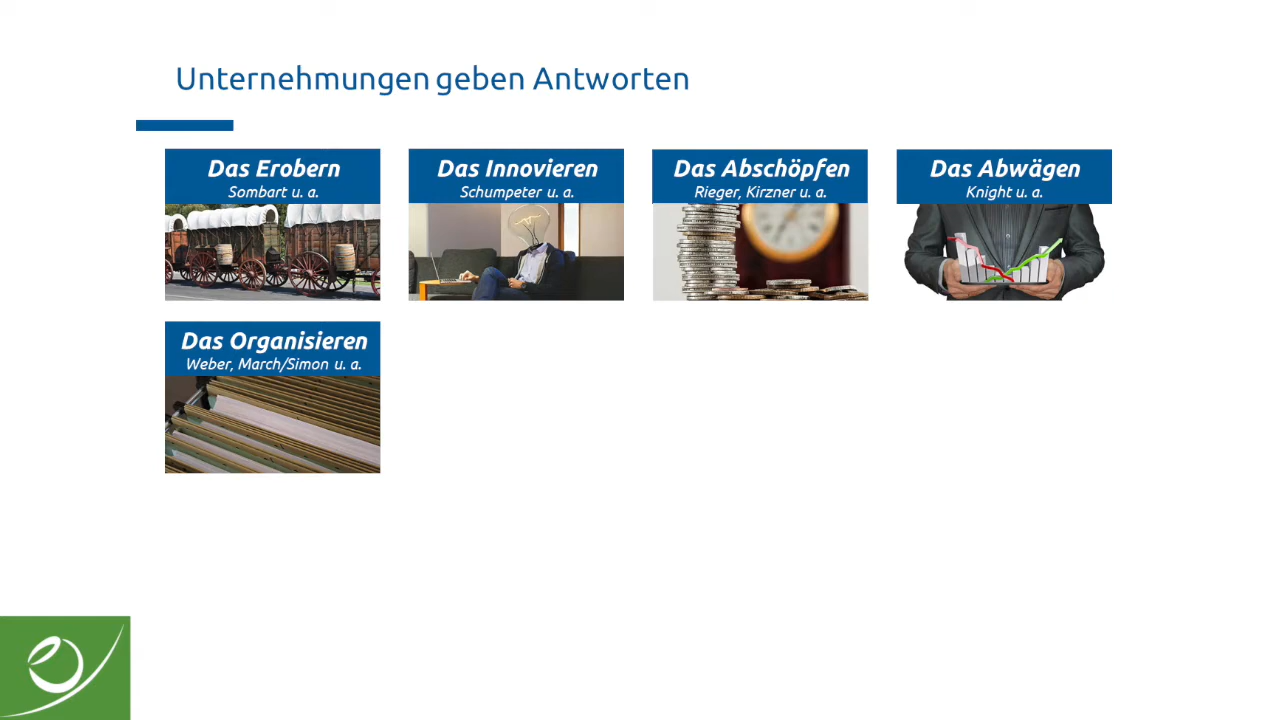 Unternehmungen geben Antworten
Das Erobern
Sombart u. a.
Das Innovieren
Schumpeter u. a.
Das Abschöpfen
Rieger, Kirzner u. a.
Das Abwägen
Knight u. a.
Das Organisieren
Weber, March/Simon u. a.